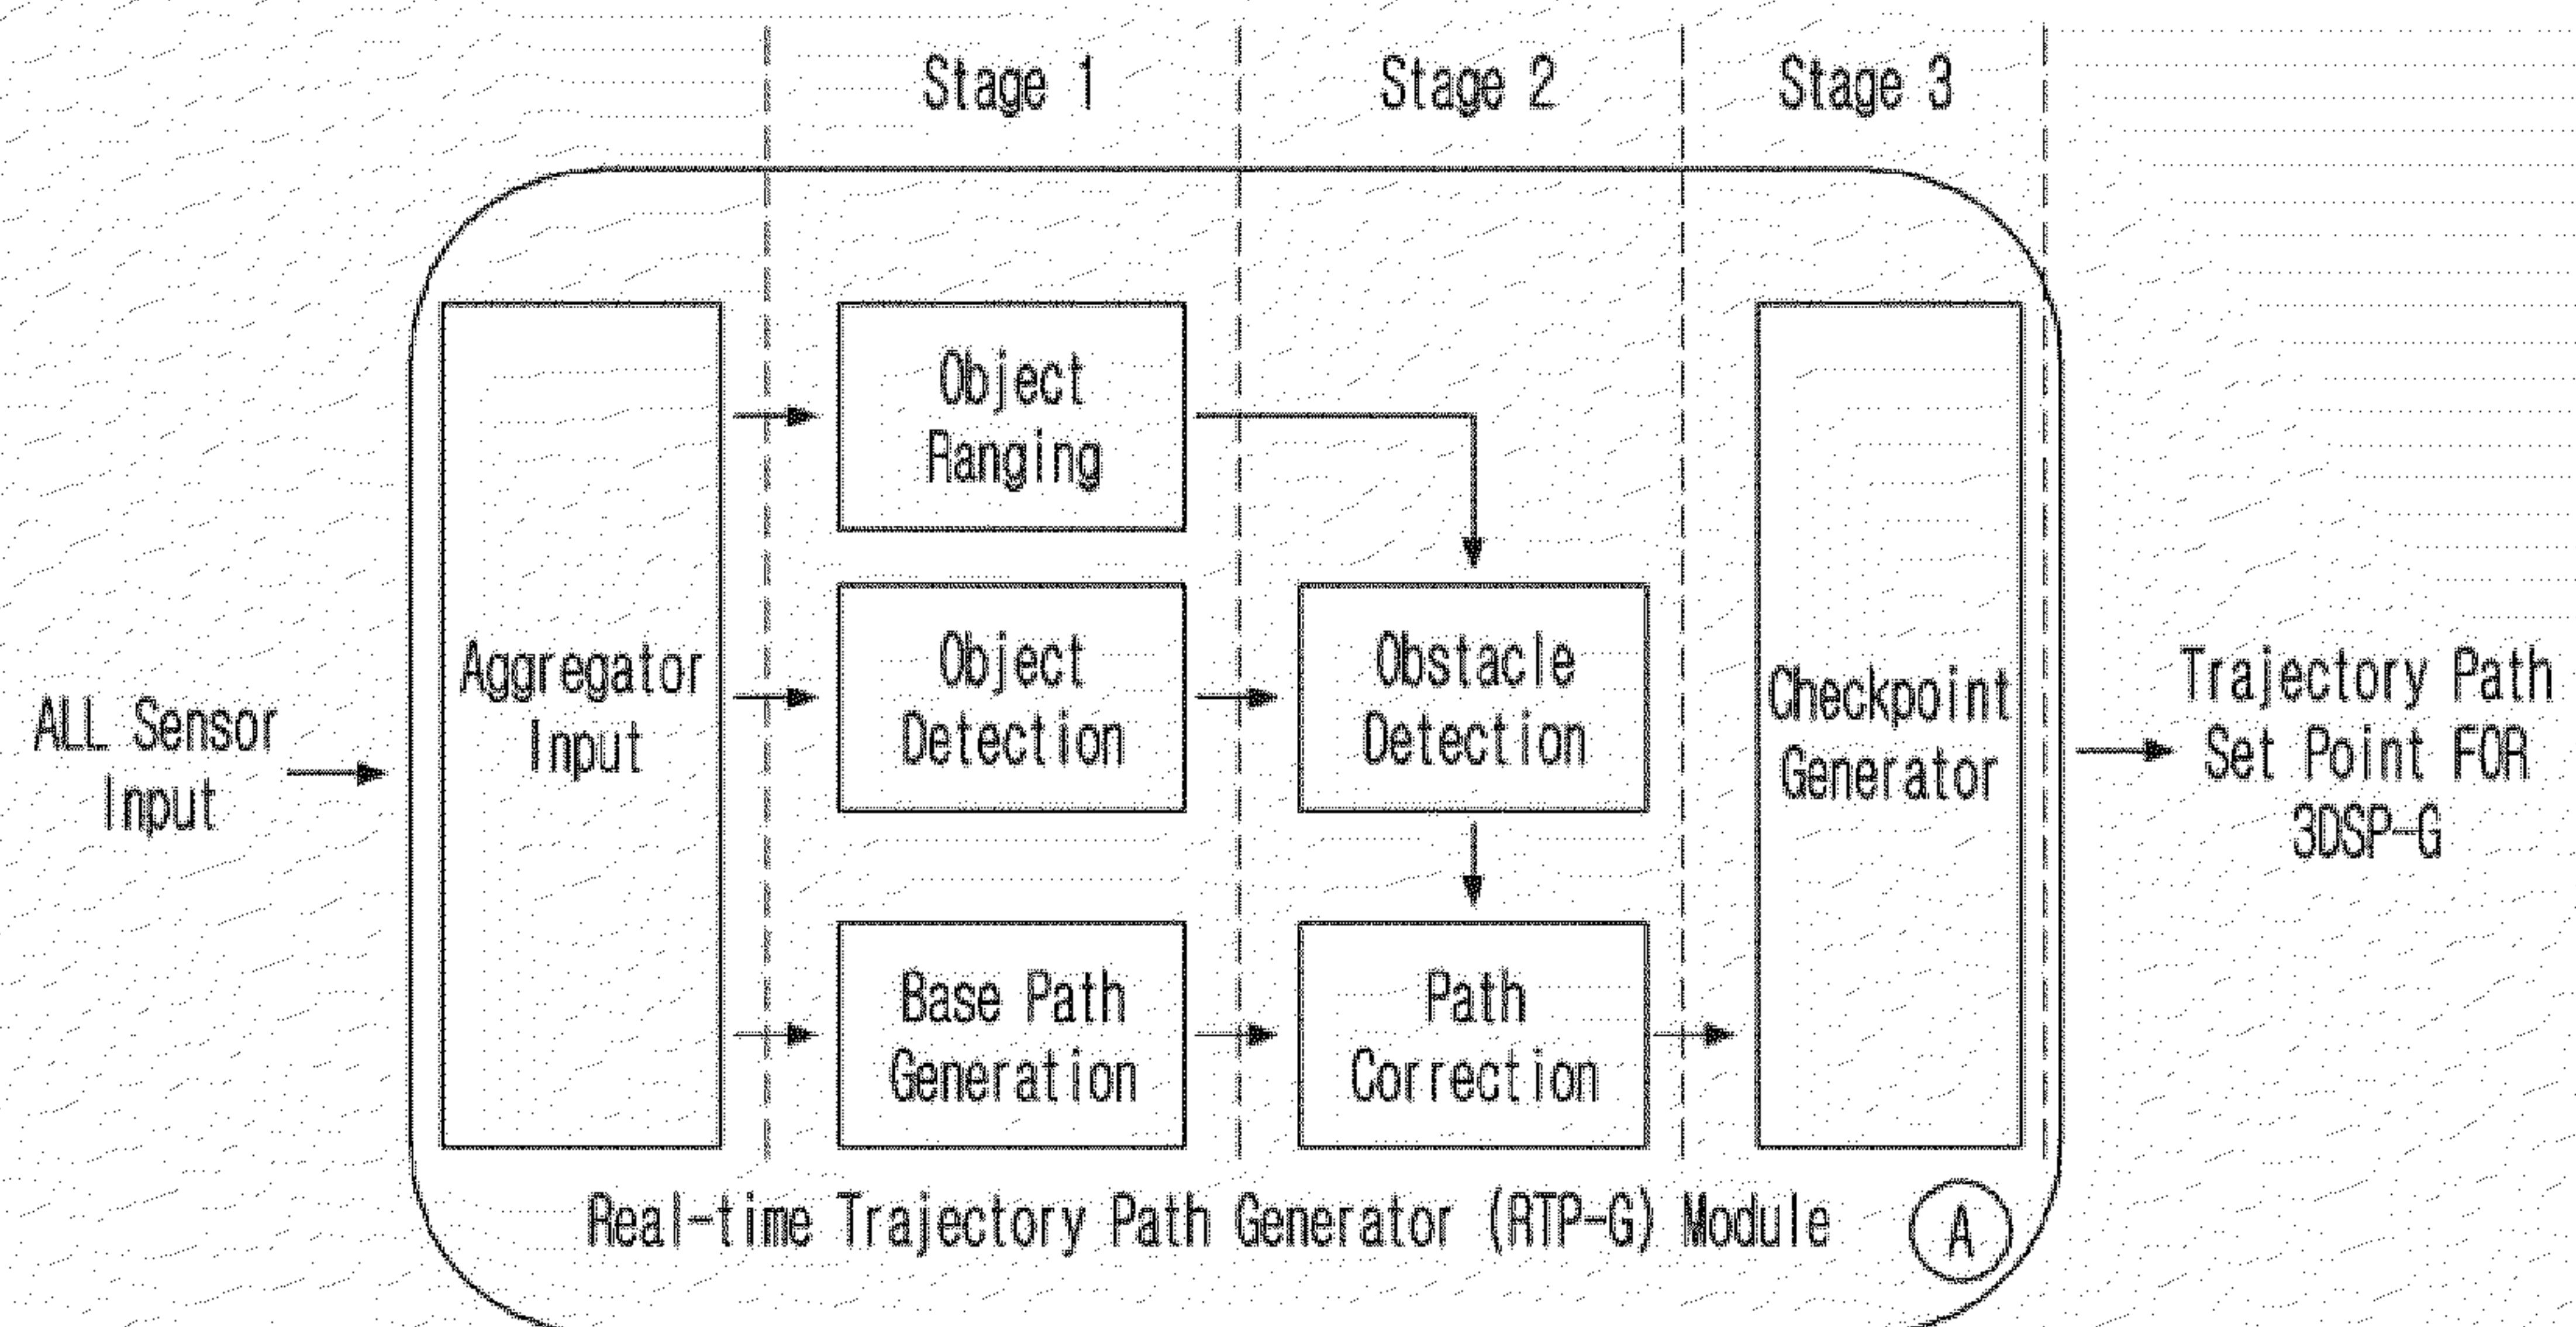 Stage 1
Stage 2
Stage 3
ALL Sensor
Input
Aggregator
Input
Object
Ranging
Object
Detection
Base Path
Generation
Obstacle
Detection
Path
Correction
Checkpoint
Generator
Trajectory Path
Set Point FOR
3DSP-G
Real-time Trajectory Path Generator (RTP-G) Module
A